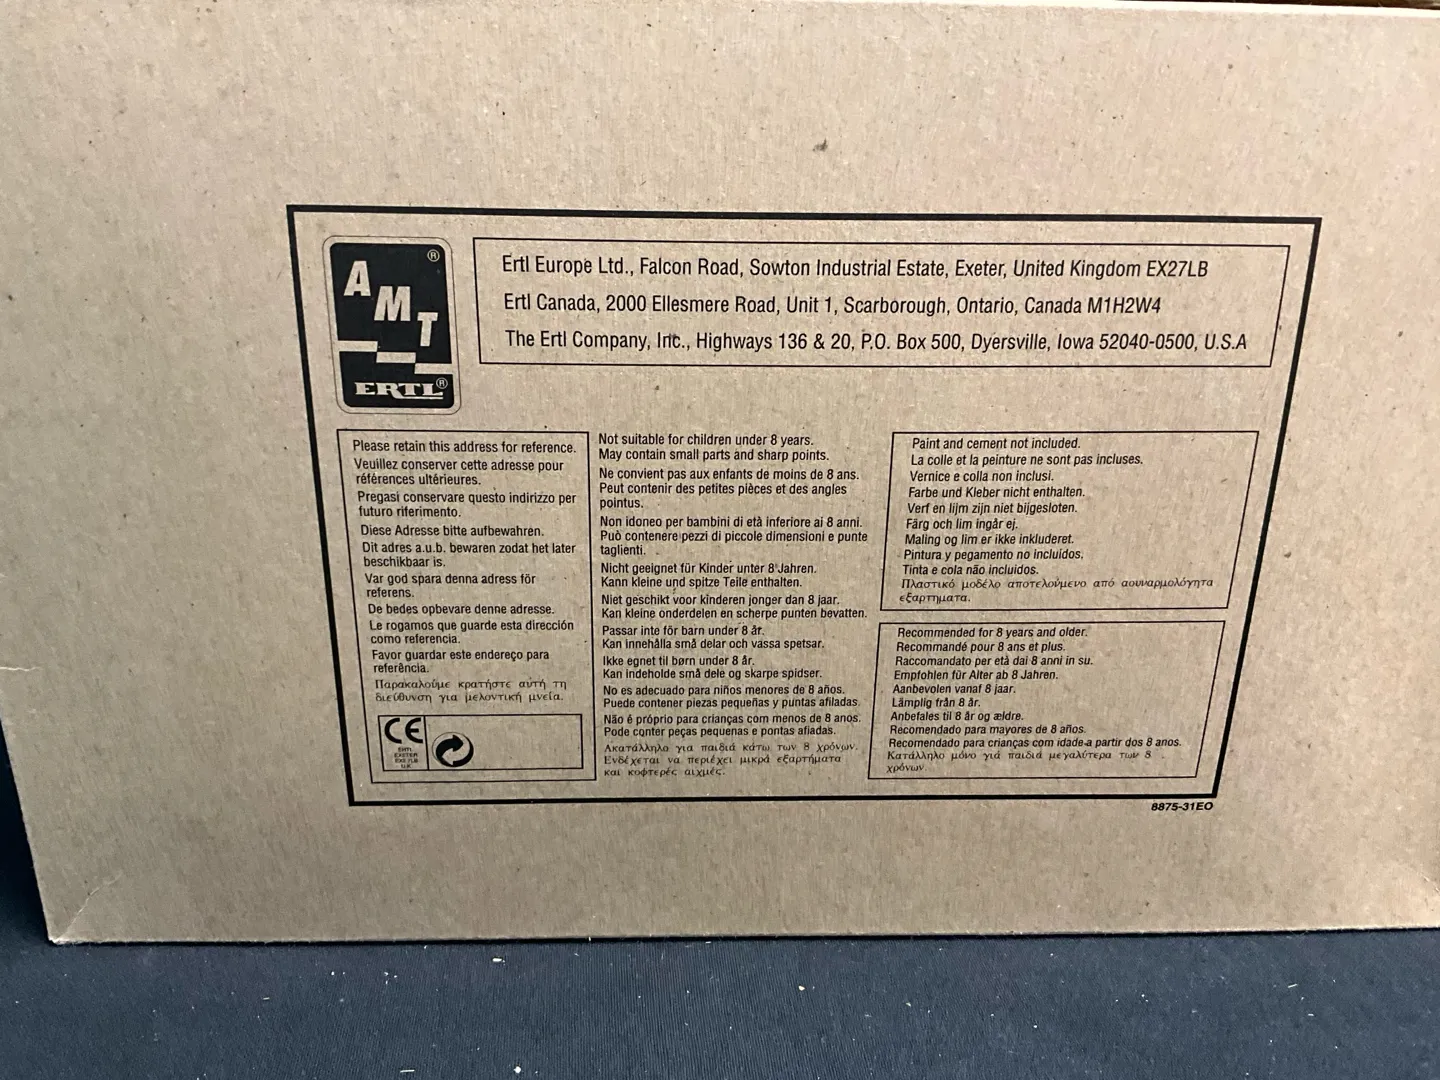 AMT ®
ERTL ®
Ertl Europe Ltd., Falcon Road, Sowton Industrial Estate, Exeter, United Kingdom EX27LB
Ertl Canada, 2000 Ellesmere Road, Unit 1, Scarborough, Ontario, Canada M1H2W4
The Ertl Company, Inc., Highways 136 & 20, P.O. Box 500, Dyersville, Iowa 52040-0500, U.S.A
Please retain this address for reference.
Veuillez conserver cette adresse pour
références ultérieures.
Pregasi conservare questo indirizzo per
futuro riferimento.
Diese Adresse bitte aufbewahren.
Dit adres a.u.b. bewaren zodat het later
beschikbaar is.
Var god spara denna adress för
referens.
De bedes opbevare denne adresse.
Le rogamos que guarde esta dirección
como referencia.
Favor guardar este endereço para
referência.
Παρακαλούμε κρατήστε αύτή τη
διεύθυνση για μελοντική μνεία.
CE
ERTL
EXETER
EX2 7LB
U.K.
Not suitable for children under 8 years.
May contain small parts and sharp points.
Ne convient pas aux enfants de moins de 8 ans.
Peut contenir des petites pièces et des angles
pointus.
Non idoneo per bambini di età inferiore ai 8 anni.
Può contenere pezzi di piccole dimensioni e punte
taglienti.
Nicht geeignet für Kinder unter 8 Jahren.
Kann kleine und spitze Teile enthalten.
Niet geschikt voor kinderen jonger dan 8 jaar.
Kan kleine onderdelen en scherpe punten bevatten.
Passar inte för barn under 8 år.
Kan innehålla små delar och vassa spetsar.
Ikke egnet til børn under 8 år.
Kan indeholde små dele og skarpe spidser.
No es adecuado para niños menores de 8 años.
Puede contener piezas pequeñas y puntas afiladas.
Não é próprio para crianças com menos de 8 anos.
Pode conter peças pequenas e pontas afiadas.
Ακατάλληλο για παιδιά κάτω των 8 χρόνων.
Ενδέχεται να περιέχει μικρά εξαρτήματα
και κοφτερές αιχμές.
Paint and cement not included.
La colle et la peinture ne sont pas incluses.
Vernice e colla non inclusi.
Farbe und Kleber nicht enthalten.
Verf en lijm zijn niet bijgesloten.
Färg och lim ingår ej.
Maling og lim er ikke inkluderet.
Pintura y pegamento no incluidos.
Tinta e cola não incluidos.
Πλαστικό μοδέλο αποτελούμενο από αουναρμολόγητα
εξαρτηματα.
Recommended for 8 years and older.
Recommandé pour 8 ans et plus.
Raccomandato per età dai 8 anni in su.
Empfohlen für Alter ab 8 Jahren.
Aanbevolen vanaf 8 jaar.
Lämplig från 8 år.
Anbefales til 8 år og ældre.
Recomendado para mayores de 8 años.
Recomendado para crianças com idade a partir dos 8 anos.
Κατάλληλο μόνο γιά παιδιά μεγαλύτερα των 8
χρόνων.
8875-31EO